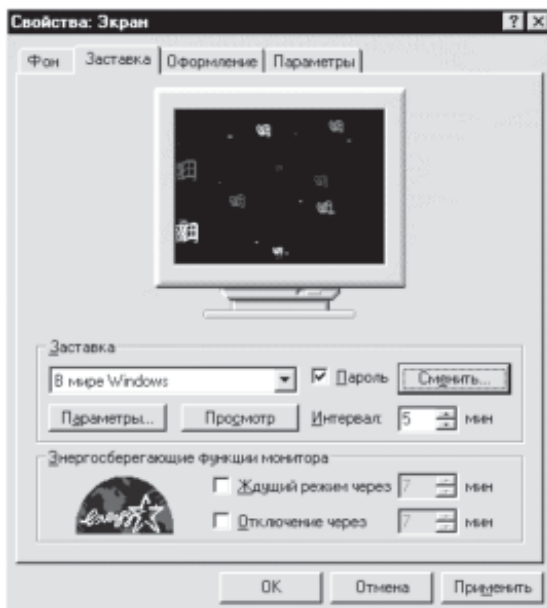 Свойства: Экран
Фон Заставка Оформление Параметры
Заставка
В мире Windows Пароль Сменить...
Параметры... Просмотр Интервал: 5 мин
Энергосберегающие функции монитора
Ждущий режим через 7 мин
energy Отключение через 7 мин
OK Отмена Применить